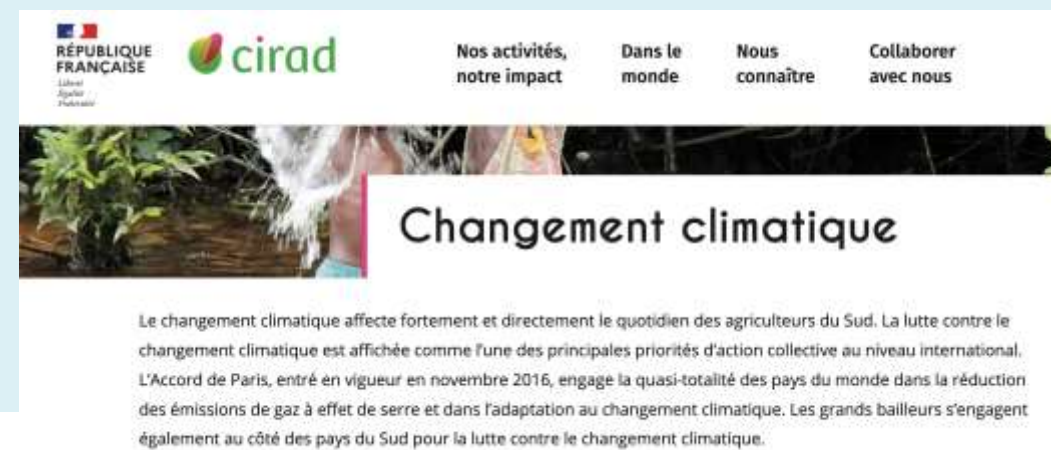 RÉPUBLIQUE
FRANÇAISE
Liberté
Égalité
Fraternité
cirad
Nos activités,
notre impact
Dans le
monde
Nous
connaître
Collaborer
avec nous
Changement climatique
Le changement climatique affecte fortement et directement le quotidien des agriculteurs du Sud. La lutte contre le
changement climatique est affichée comme l'une des principales priorités d'action collective au niveau international.
L'Accord de Paris, entré en vigueur en novembre 2016, engage la quasi-totalité des pays du monde dans la réduction
des émissions de gaz à effet de serre et dans l'adaptation au changement climatique. Les grands bailleurs s'engagent
également au côté des pays du Sud pour la lutte contre le changement climatique.